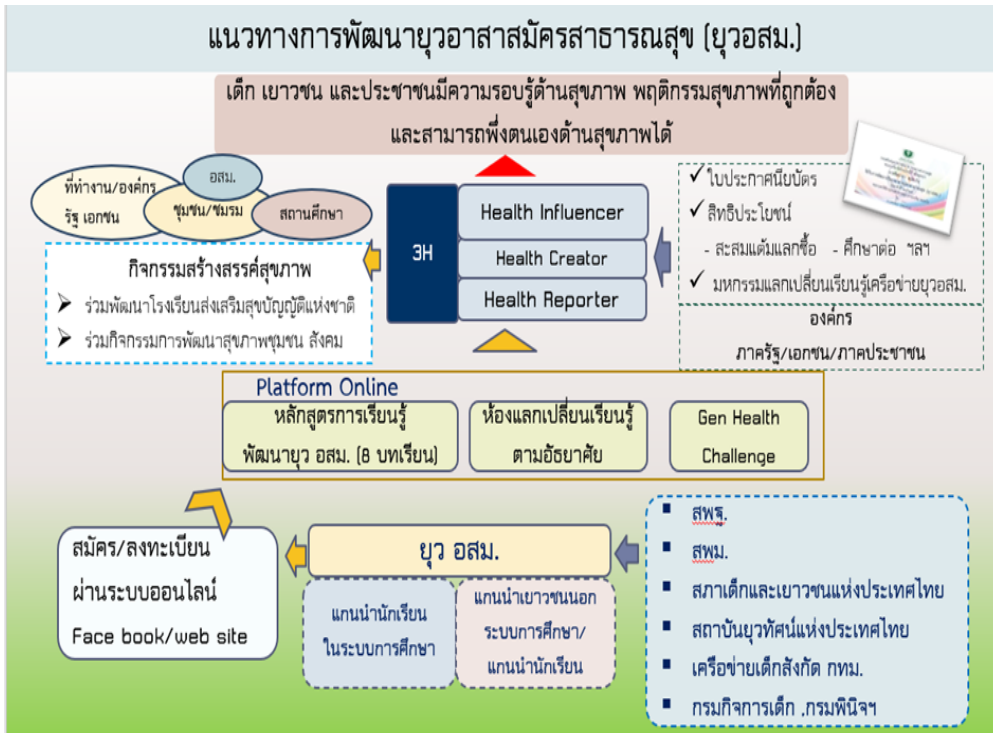 แนวทางการพัฒนายุวอาสาสมัครสาธารณสุข (ยุวอสม.)
เด็ก เยาวชน และประชาชนมีความรอบรู้ด้านสุขภาพ พฤติกรรมสุขภาพที่ถูกต้อง
และสามารถพึ่งตนเองด้านสุขภาพได้
อสม.
ที่ทำงาน/องค์กร
รัฐ เอกชน
ชุมชน/ชมรม
สถานศึกษา
กิจกรรมสร้างสรรค์สุขภาพ
➢ ร่วมพัฒนาโรงเรียนส่งเสริมสุขบัญญัติแห่งชาติ
➢ ร่วมกิจกรรมการพัฒนาสุขภาพชุมชน สังคม
3H
Health Influencer
Health Creator
Health Reporter
✓ ใบประกาศนียบัตร
✓ สิทธิประโยชน์
- สะสมแต้มแลกซื้อ - ศึกษาต่อ ฯลฯ
✓ มหกรรมแลกเปลี่ยนเรียนรู้เครือข่ายยุวอสม.
องค์กร
ภาครัฐ/เอกชน/ภาคประชาชน
Platform Online
หลักสูตรการเรียนรู้
พัฒนายุว อสม. (8 บทเรียน)
ห้องแลกเปลี่ยนเรียนรู้
ตามอัธยาศัย
Gen Health
Challenge
สมัคร/ลงทะเบียน
ผ่านระบบออนไลน์
Face book/web site
ยุว อสม.
แกนนำนักเรียน
ในระบบการศึกษา
แกนนำเยาวชนนอก
ระบบการศึกษา/
แกนนำนักเรียน
▪ สพฐ.
▪ สพม.
▪ สภาเด็กและเยาวชนแห่งประเทศไทย
▪ สถาบันยุวทัศน์แห่งประเทศไทย
▪ เครือข่ายเด็กสังกัด กทม.
▪ กรมกิจการเด็ก ,กรมพินิจฯ